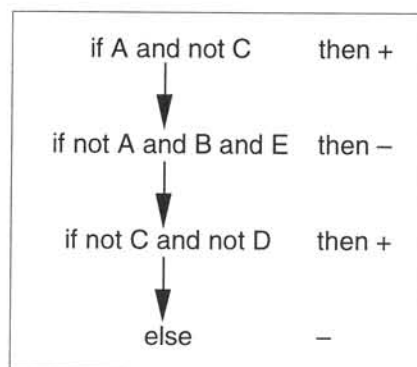 if A and not C then +
if not A and B and E then –
if not C and not D then +
else –